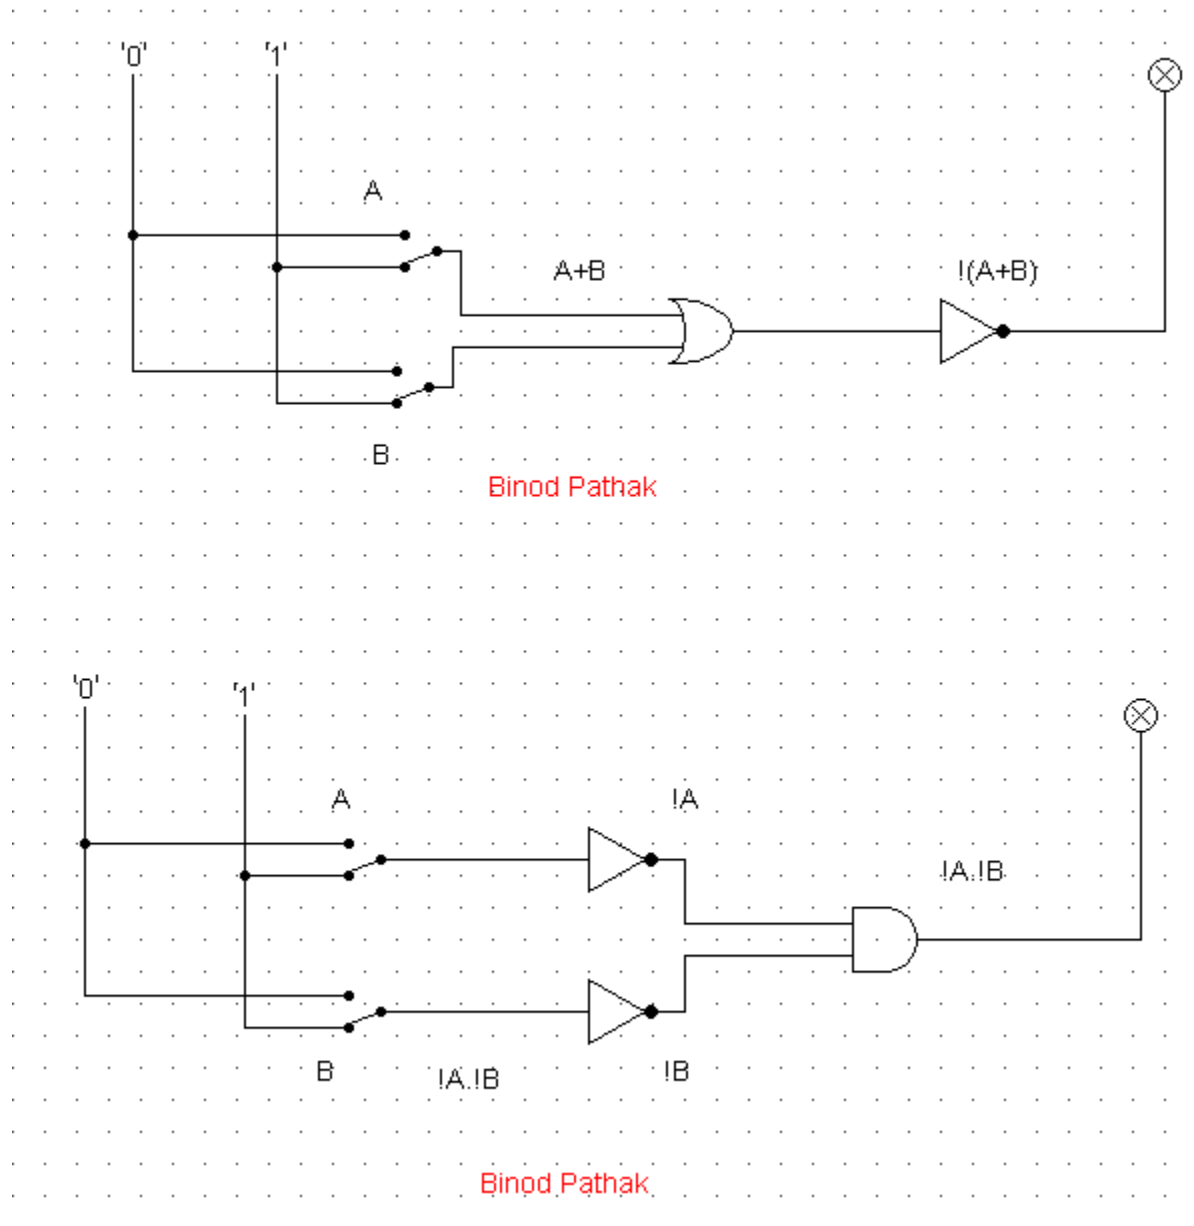 '0' '1'
A
A+B !(A+B)
B
Binod Pathak
'0' '1'
A !A
!A.!B
B !A.!B !B
Binod Pathak